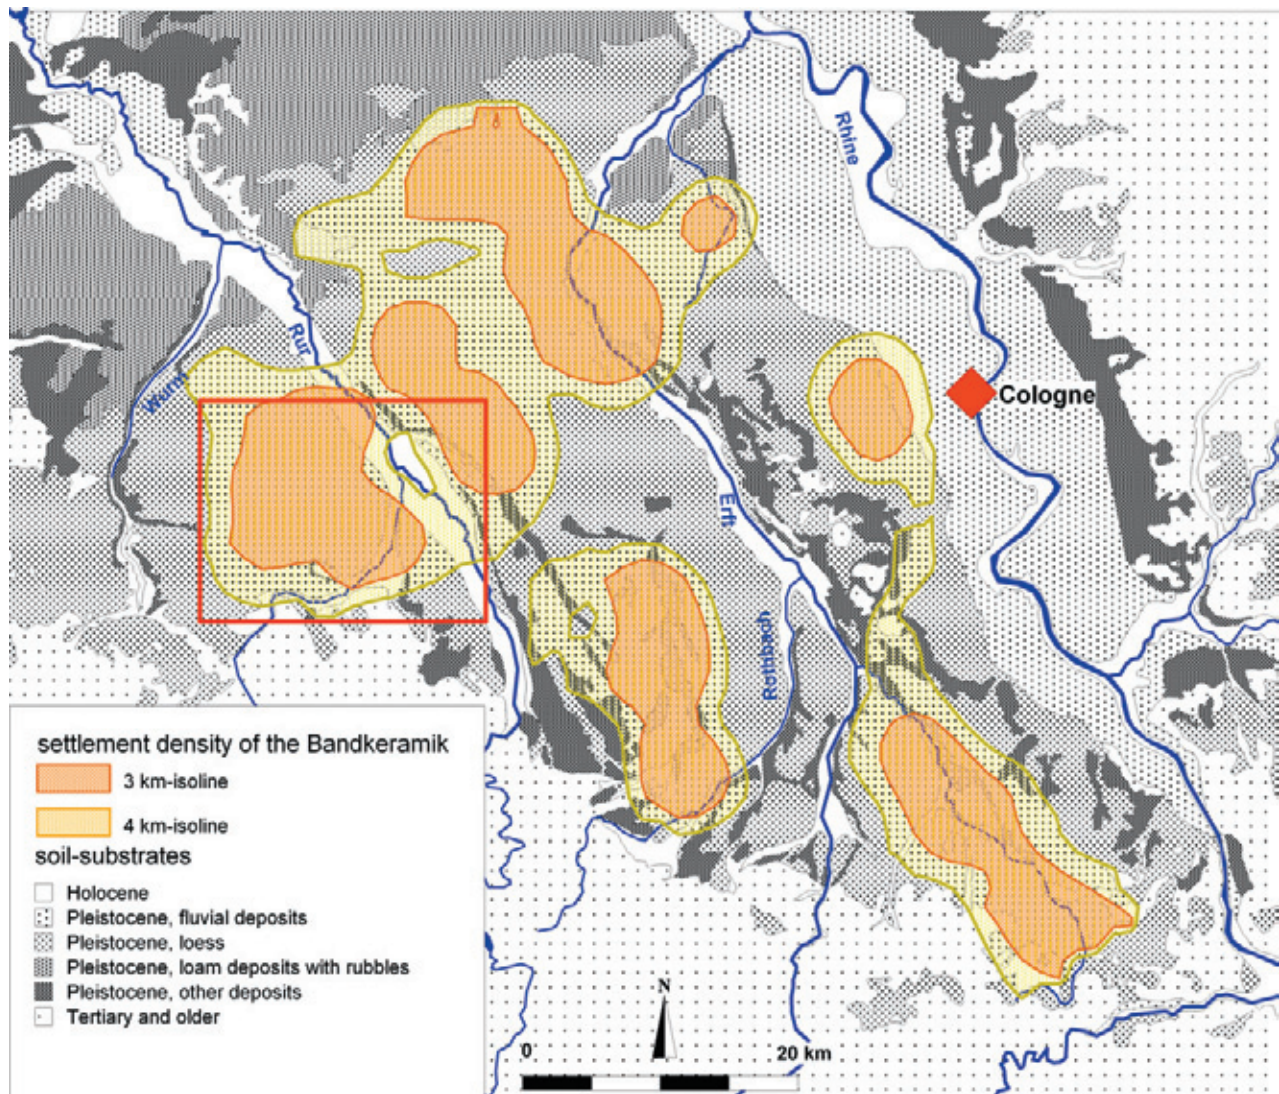 Rhine
Rur
Wurm
Cologne
Erft
Rothbach
settlement density of the Bandkeramik
3 km-isoline
4 km-isoline
soil-substrates
Holocene
Pleistocene, fluvial deposits
Pleistocene, loess
Pleistocene, loam deposits with rubbles
Pleistocene, other deposits
Tertiary and older
N
0 20 km